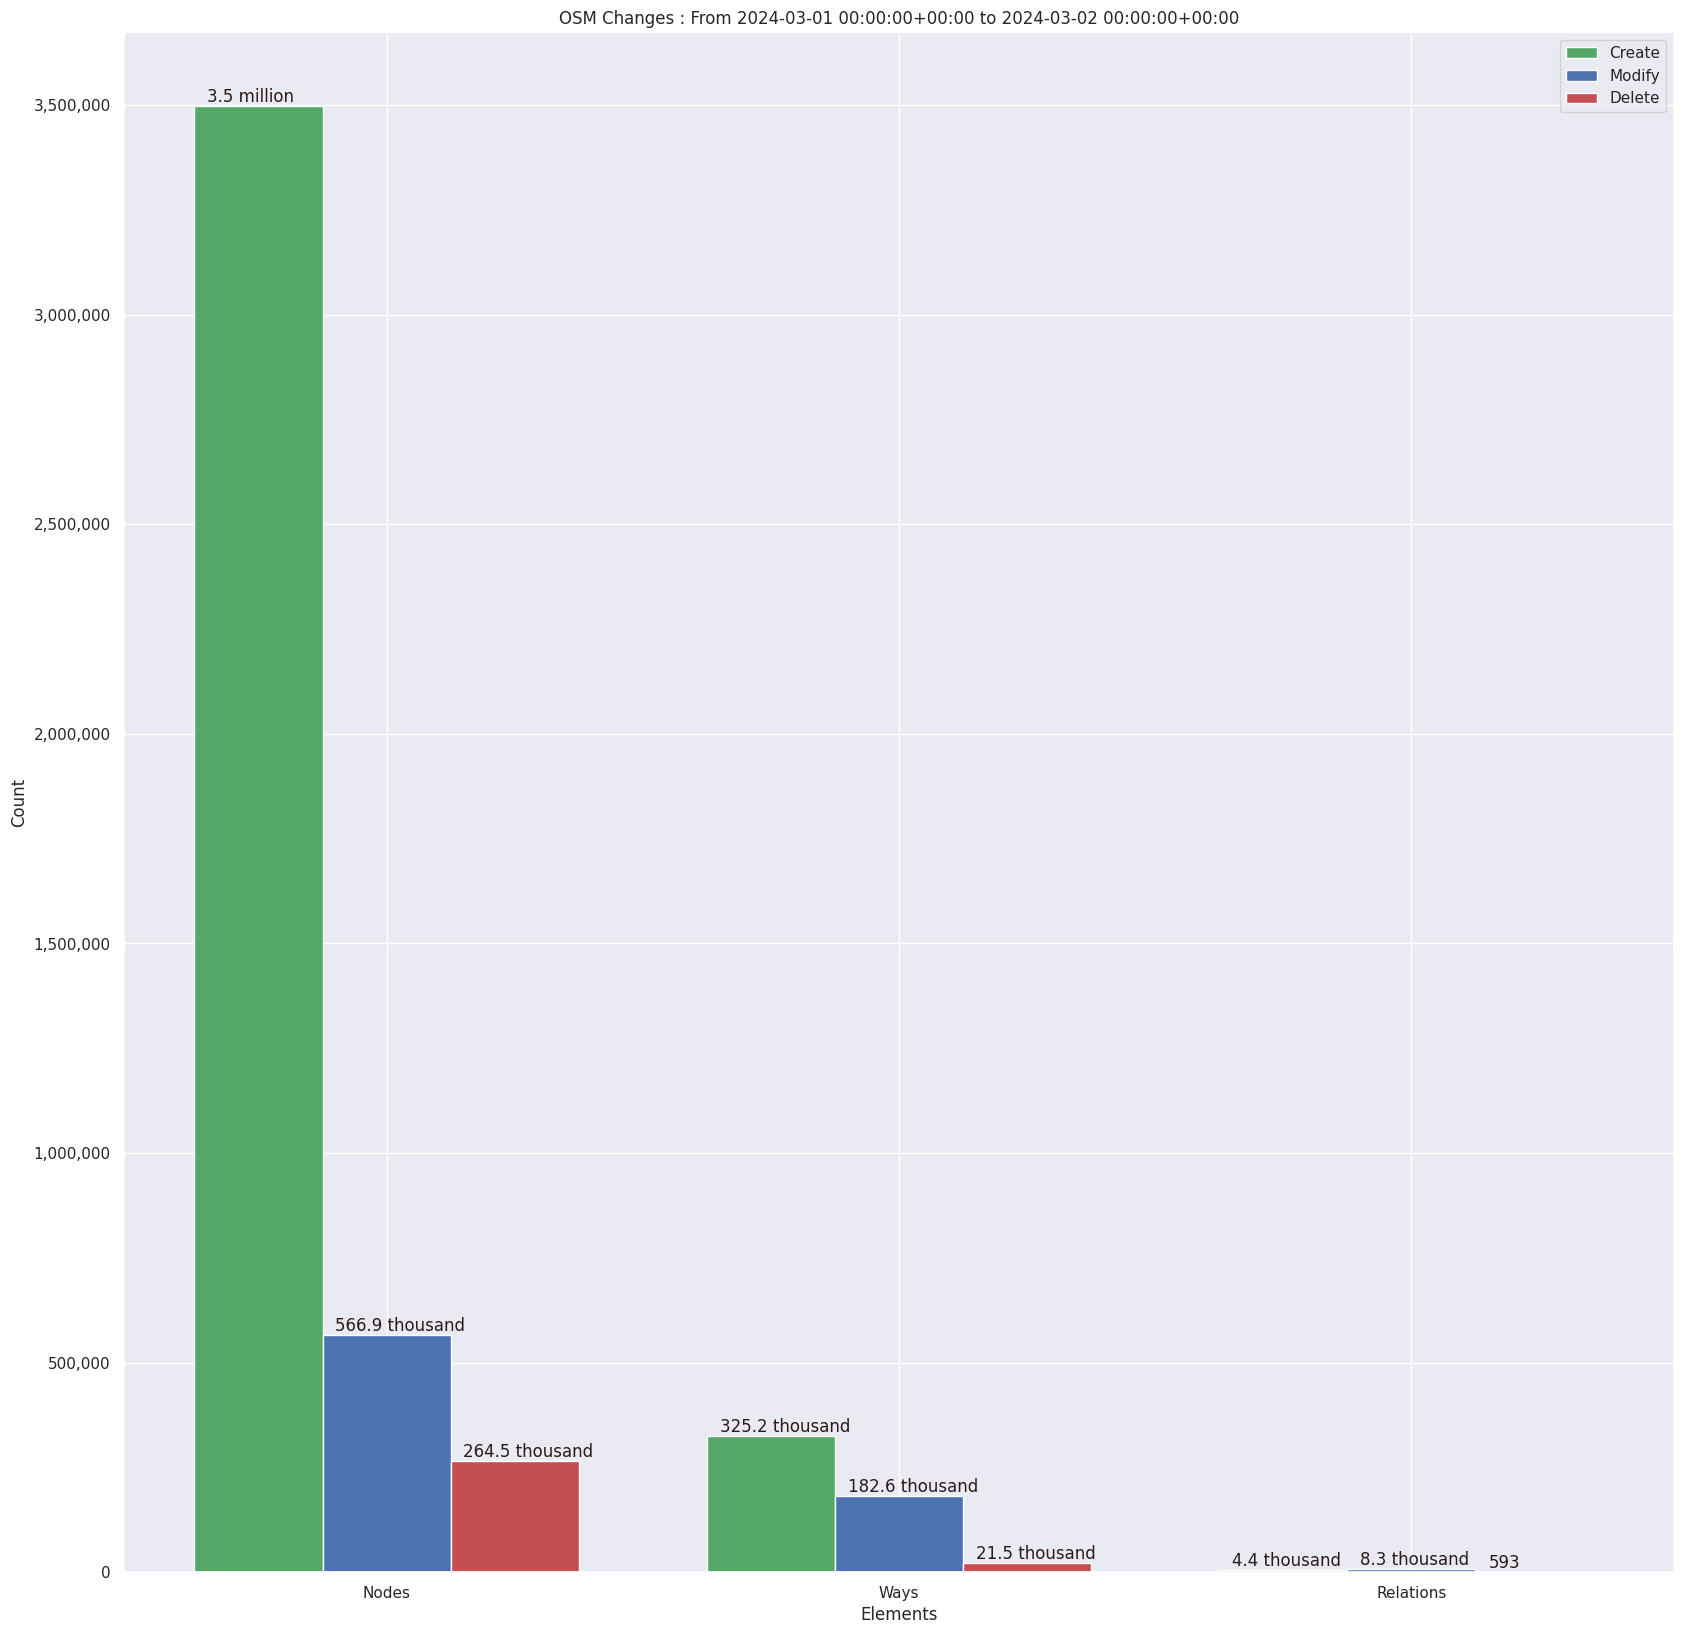 OSM Changes : From 2024-03-01 00:00:00+00:00 to 2024-03-02 00:00:00+00:00
Create
Modify
Delete
3.5 million
3,500,000
3,000,000
2,500,000
2,000,000
1,500,000
1,000,000
500,000
0
Count
566.9 thousand
264.5 thousand
325.2 thousand
182.6 thousand
21.5 thousand
4.4 thousand
8.3 thousand
593
Nodes
Ways
Relations
Elements